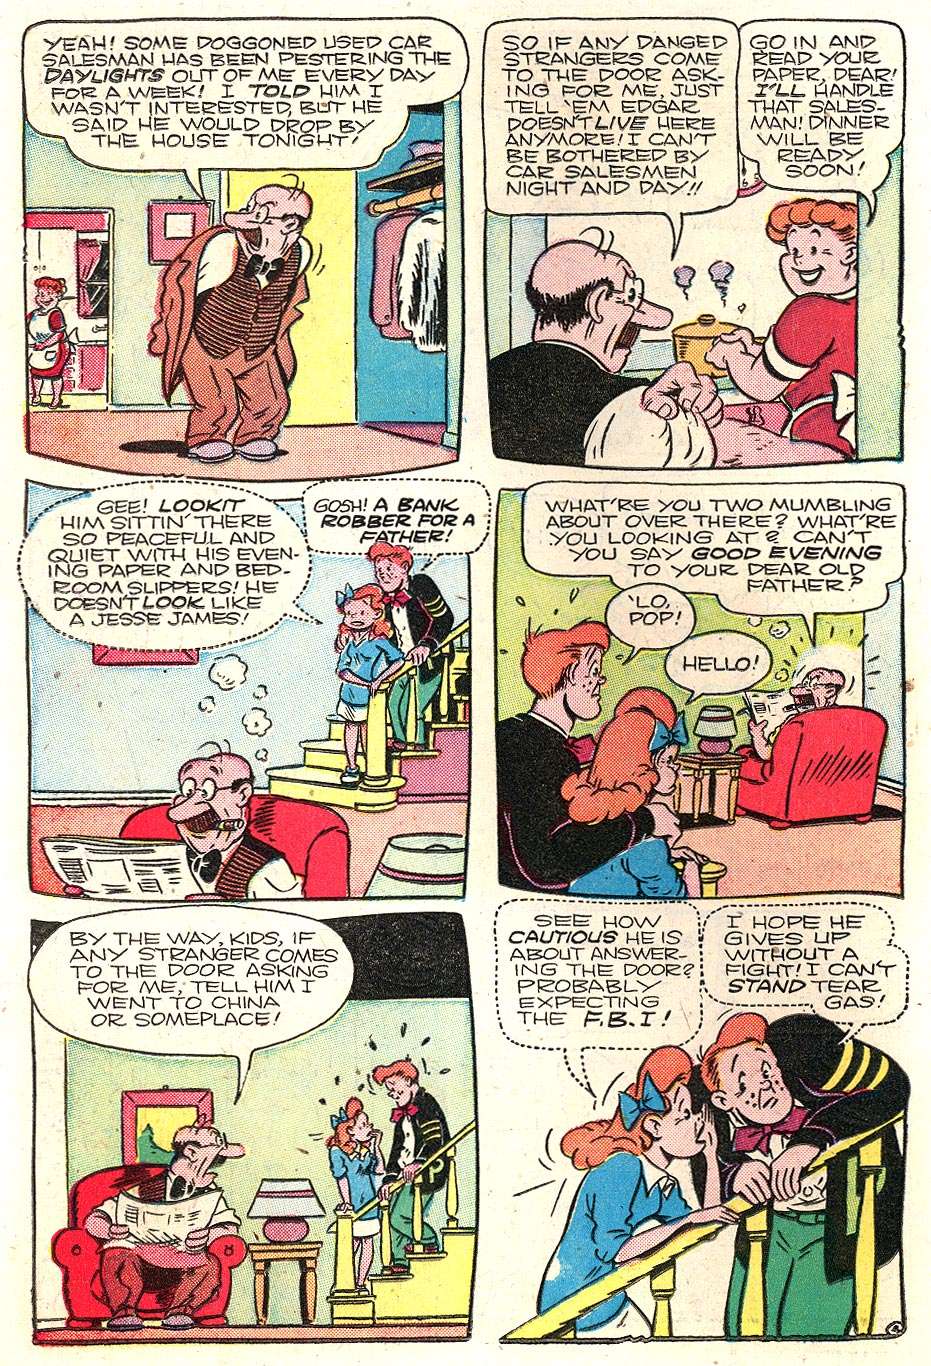 YEAH! SOME DOGGONED USED CAR
SALESMAN HAS BEEN PESTERING THE
DAYLIGHTS OUT OF ME EVERY DAY
FOR A WEEK! I TOLD HIM I
WASN'T INTERESTED, BUT HE
SAID HE WOULD DROP BY
THE HOUSE TONIGHT!
SO IF ANY DANGED
STRANGERS COME
TO THE DOOR ASK-
ING FOR ME, JUST
TELL 'EM EDGAR
DOESN'T LIVE HERE
ANYMORE! I CAN'T
BE BOTHERED BY
CAR SALESMEN
NIGHT AND DAY!!
GO IN AND
READ YOUR
PAPER, DEAR!
I'LL HANDLE
THAT SALES-
MAN! DINNER
WILL BE
READY
SOON!
GEE! LOOKIT
HIM SITTIN' THERE
SO PEACEFUL AND
QUIET WITH HIS EVEN-
ING PAPER AND BED-
ROOM SLIPPERS! HE
DOESN'T LOOK LIKE
A JESSE JAMES!
GOSH! A BANK
ROBBER FOR A
FATHER!
WHAT'RE YOU TWO MUMBLING
ABOUT OVER THERE? WHAT'RE
YOU LOOKING AT? CAN'T
YOU SAY GOOD EVENING
TO YOUR DEAR OLD
FATHER?
'LO,
POP!
HELLO!
BY THE WAY, KIDS, IF
ANY STRANGER COMES
TO THE DOOR ASKING
FOR ME, TELL HIM I
WENT TO CHINA
OR SOMEPLACE!
SEE HOW
CAUTIOUS HE IS
ABOUT ANSWER-
ING THE DOOR?
PROBABLY
EXPECTING
THE F.B.I!
I HOPE HE
GIVES UP
WITHOUT A
FIGHT! I CAN'T
STAND TEAR
GAS!